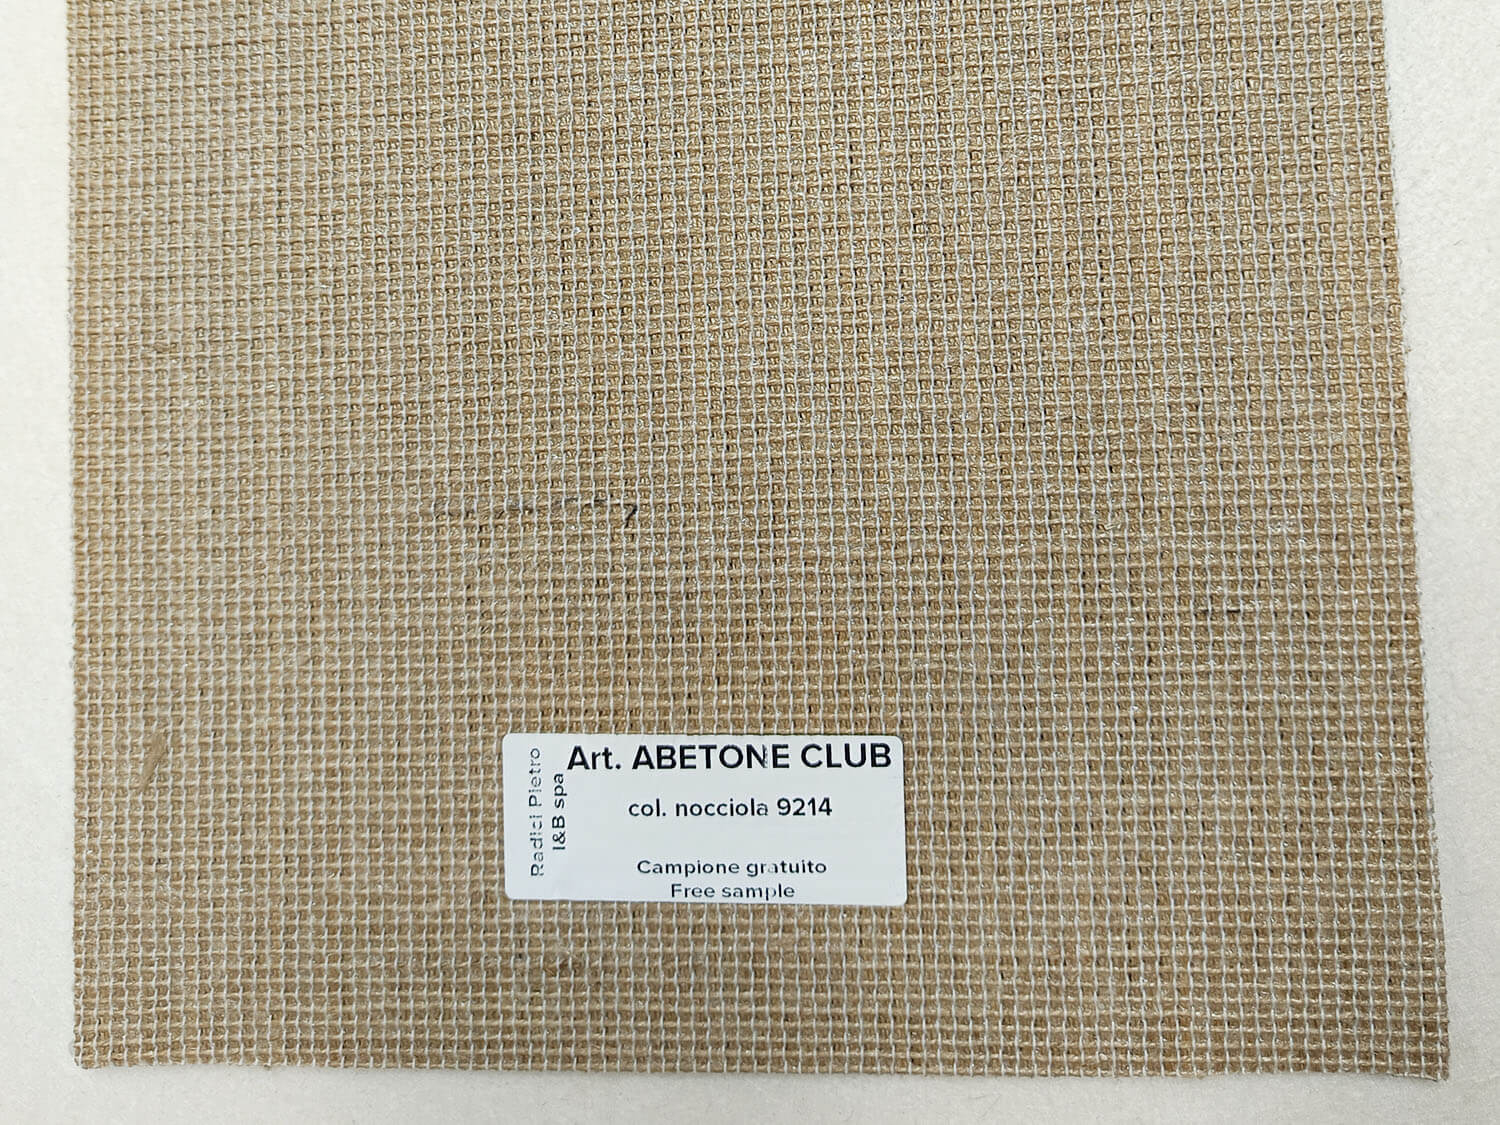 Radici Pietro
I&B spa
Art. ABETONE CLUB
col. nocciola 9214
Campione gratuito
Free sample